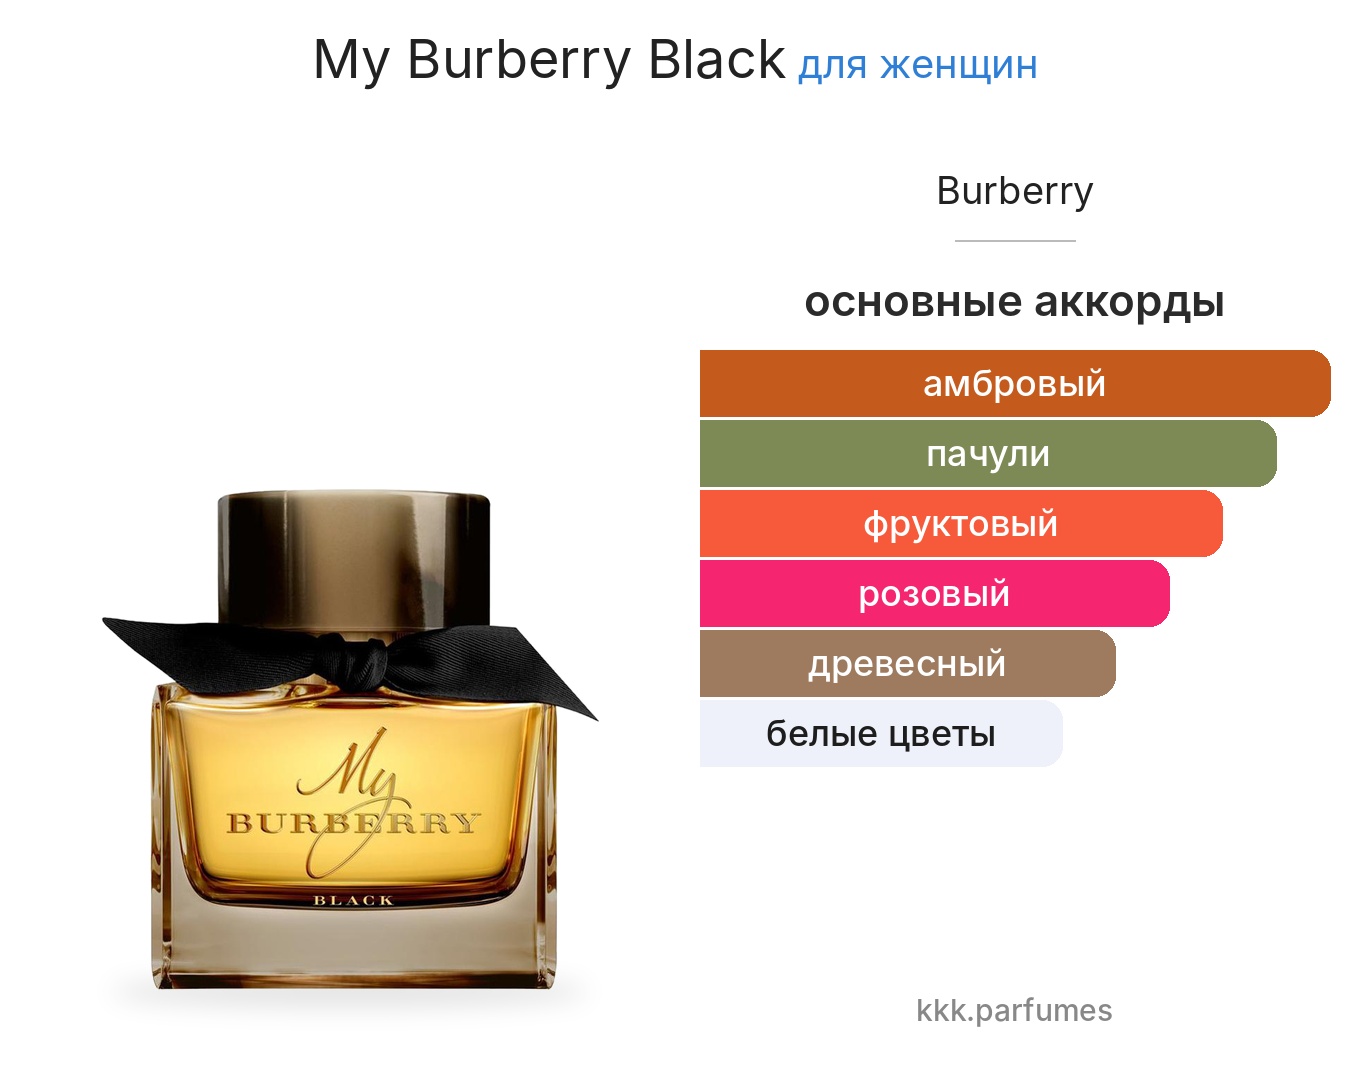 My Burberry Black для женщин
Burberry
основные аккорды
амбровый
пачули
фруктовый
розовый
древесный
белые цветы
My
BURBERRY
BLACK
kkk.parfumes